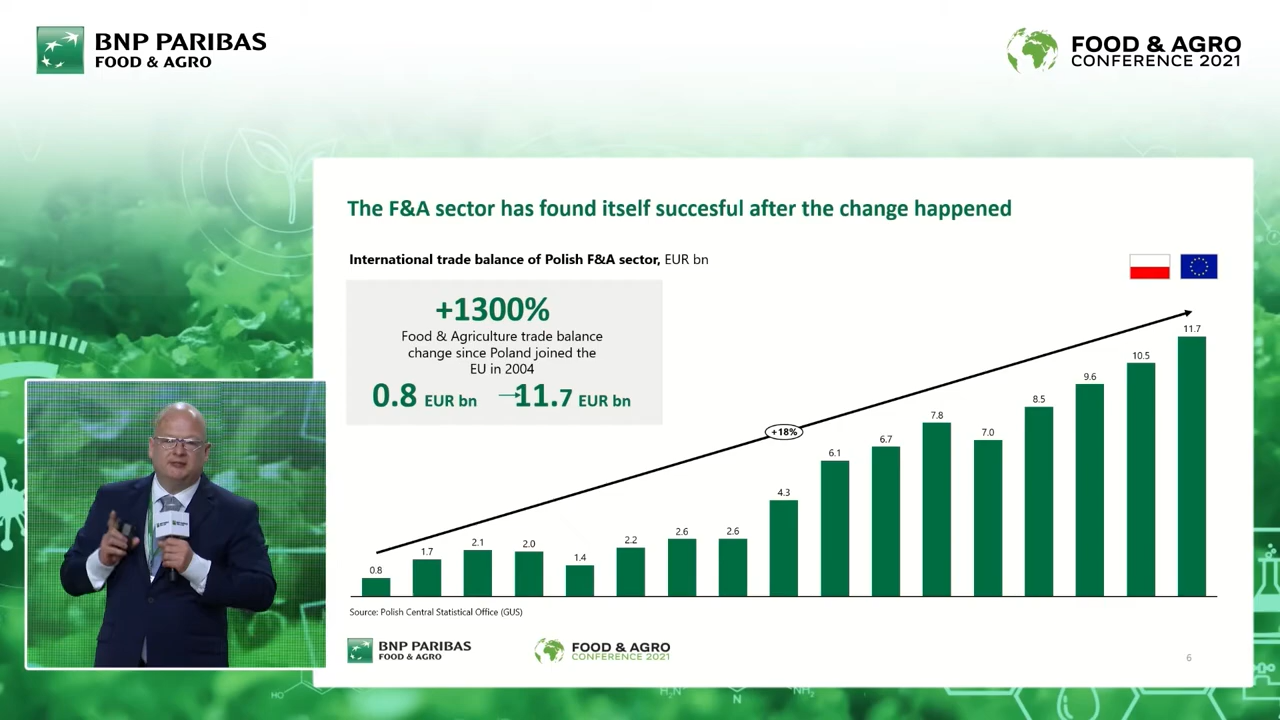 BNP PARIBAS
FOOD & AGRO
FOOD & AGRO
CONFERENCE 2021
The F&A sector has found itself succesful after the change happened
International trade balance of Polish F&A sector, EUR bn
+1300%
Food & Agriculture trade balance
change since Poland joined the
EU in 2004
0.8 EUR bn → 11.7 EUR bn
+18%
0.8
1.7
2.1
2.0
1.4
2.2
2.6
2.6
4.3
6.1
6.7
7.8
7.0
8.5
9.6
10.5
11.7
Source: Polish Central Statistical Office (GUS)
BNP PARIBAS
FOOD & AGRO
FOOD & AGRO
CONFERENCE 2021
6
HO
H₂N
N
NH₂